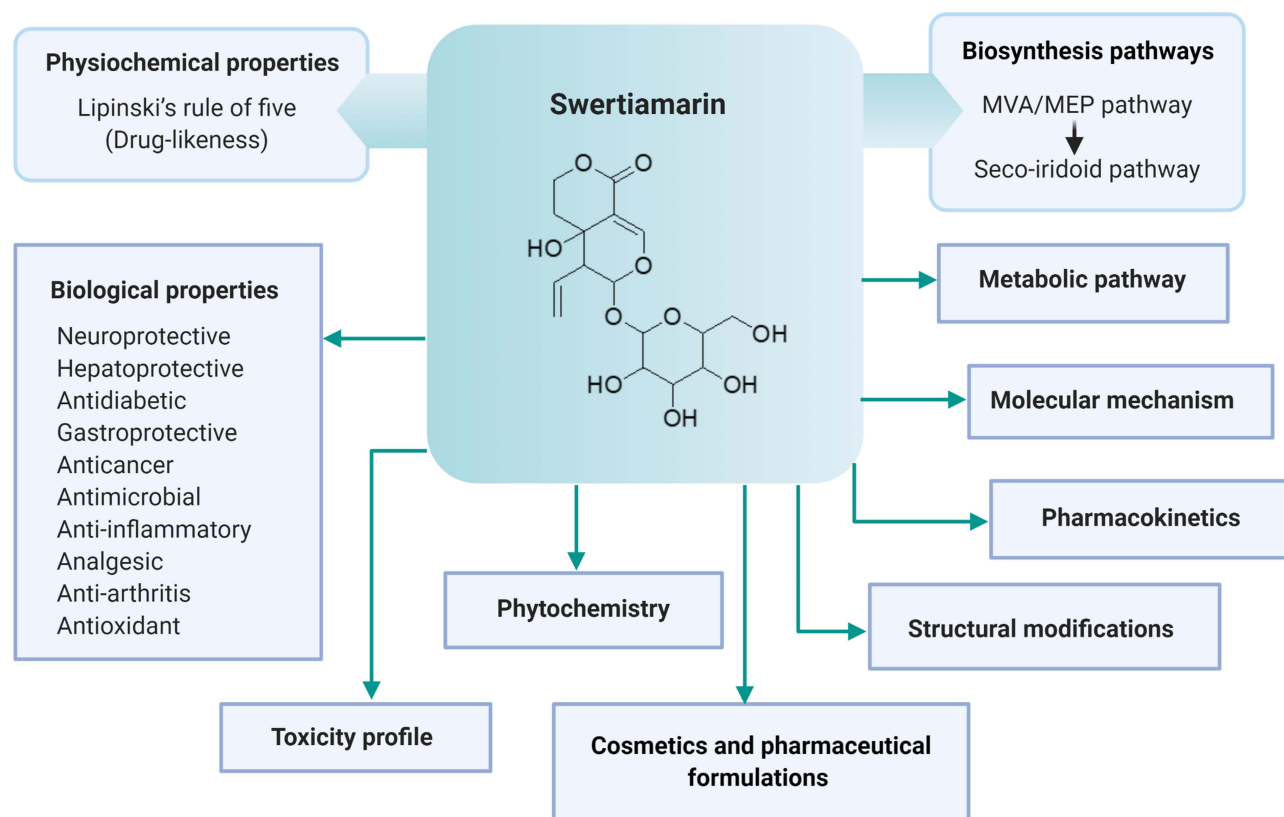 Physiochemical properties
Lipinski's rule of five
(Drug-likeness)
Swertiamarin
O
O
HO
O
O
O
OH
HO
OH
OH
Biosynthesis pathways
MVA/MEP pathway
Seco-iridoid pathway
Biological properties
Neuroprotective
Hepatoprotective
Antidiabetic
Gastroprotective
Anticancer
Antimicrobial
Anti-inflammatory
Analgesic
Anti-arthritis
Antioxidant
Metabolic pathway
Molecular mechanism
Pharmacokinetics
Structural modifications
Phytochemistry
Toxicity profile
Cosmetics and pharmaceutical
formulations